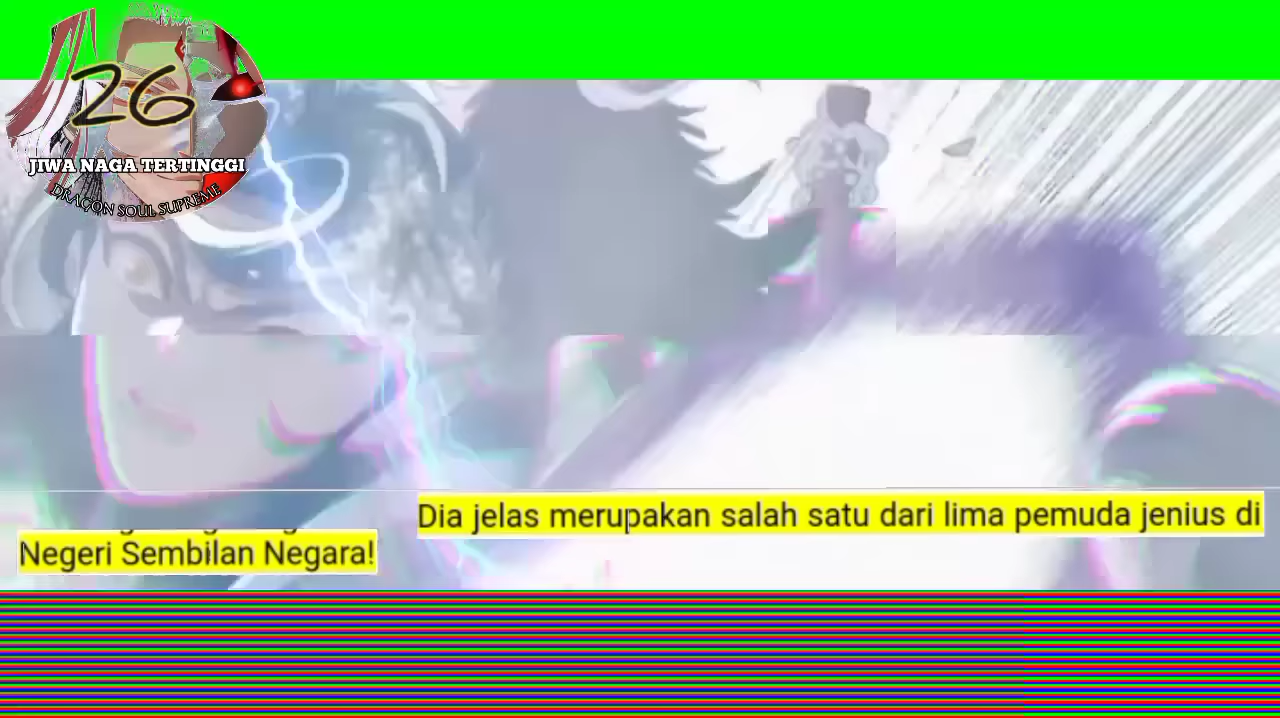 26
JIWA NAGA TERTINGGI
DRAGON SOUL SUPREME
Dia jelas merupakan salah satu dari lima pemuda jenius di
Negeri Sembilan Negara!